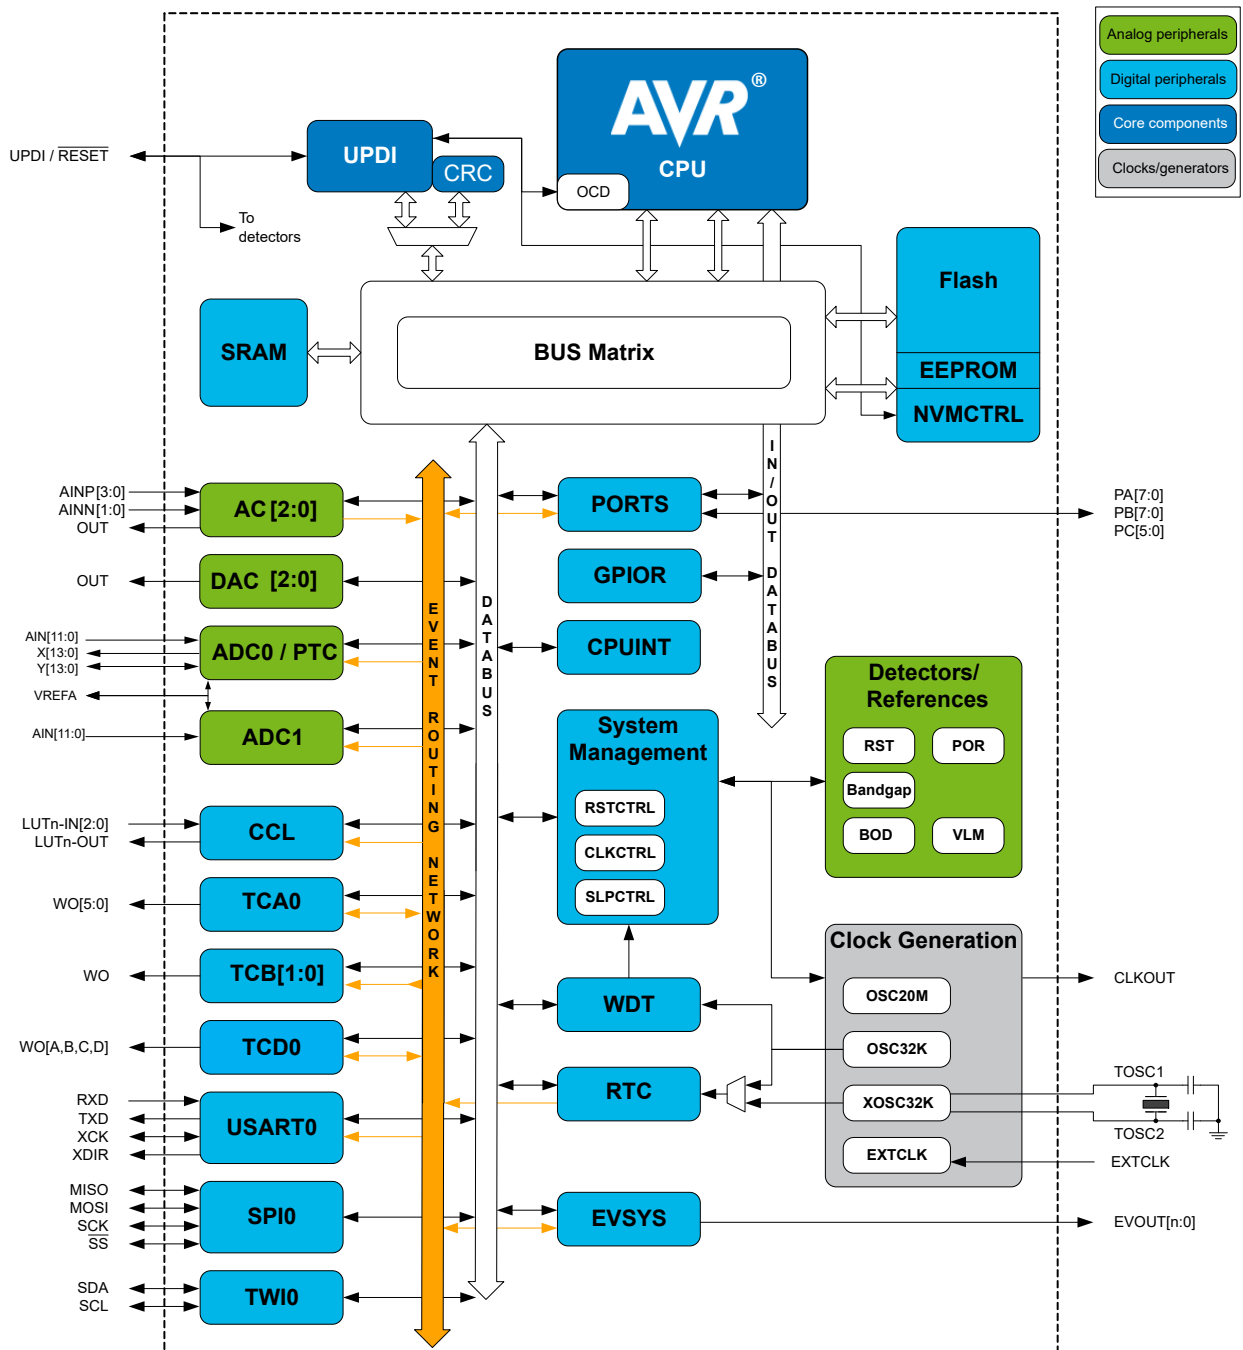 Analog peripherals
Digital peripherals
Core components
Clocks/generators
AVR®
CPU
OCD
UPDI / RESET
UPDI
CRC
To
detectors
Flash
EEPROM
NVMCTRL
SRAM
BUS Matrix
IN/OUT DATABUS
DATABUS
EVENT ROUTING NETWORK
AINP[3:0]
AINN[1:0]
OUT
AC [2:0]
PORTS
PA[7:0]
PB[7:0]
PC[5:0]
OUT
DAC [2:0]
GPIOR
AIN[11:0]
X[13:0]
Y[13:0]
ADC0 / PTC
CPUINT
VREFA
AIN[11:0]
ADC1
System
Management
RSTCTRL
CLKCTRL
SLPCTRL
Detectors/
References
RST
POR
Bandgap
BOD
VLM
LUTn-IN[2:0]
LUTn-OUT
CCL
WO[5:0]
TCA0
WO
TCB[1:0]
WDT
Clock Generation
OSC20M
OSC32K
XOSC32K
EXTCLK
CLKOUT
TOSC1
TOSC2
EXTCLK
WO[A,B,C,D]
TCD0
RTC
RXD
TXD
XCK
XDIR
USART0
MISO
MOSI
SCK
SS
SPI0
EVSYS
EVOUT[n:0]
SDA
SCL
TWI0